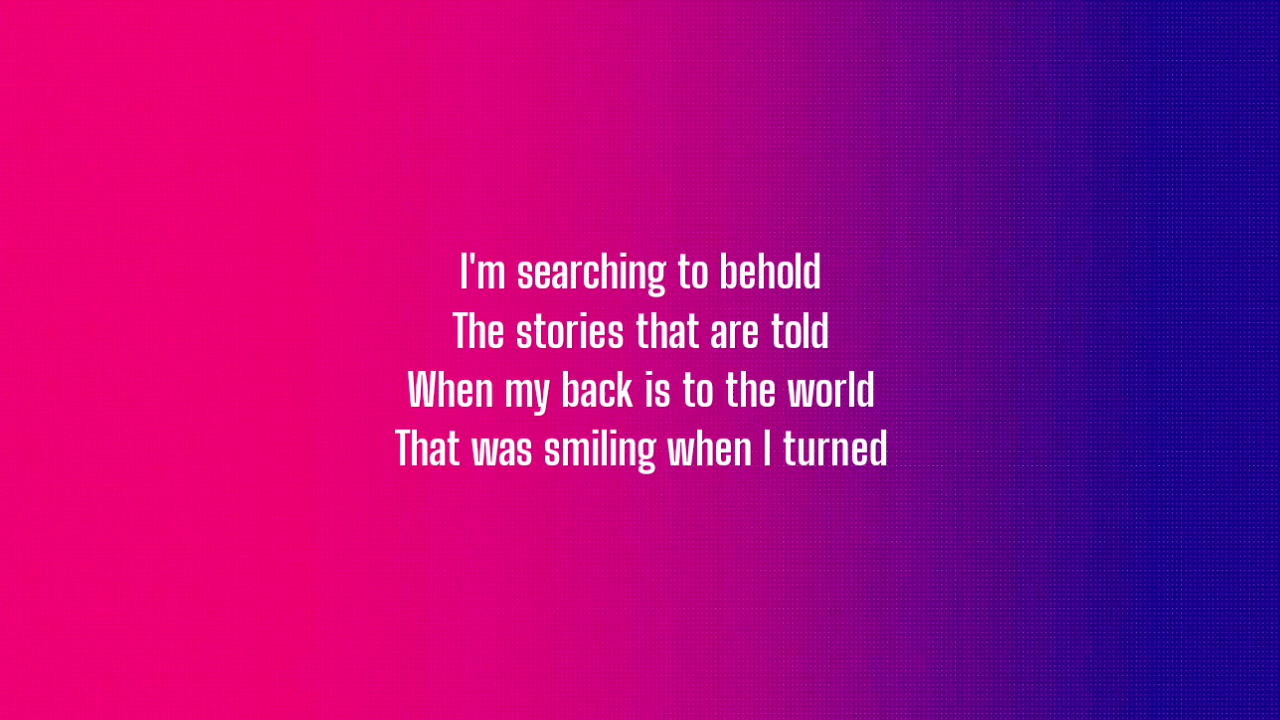 I'm searching to behold
The stories that are told
When my back is to the world
That was smiling when I turned